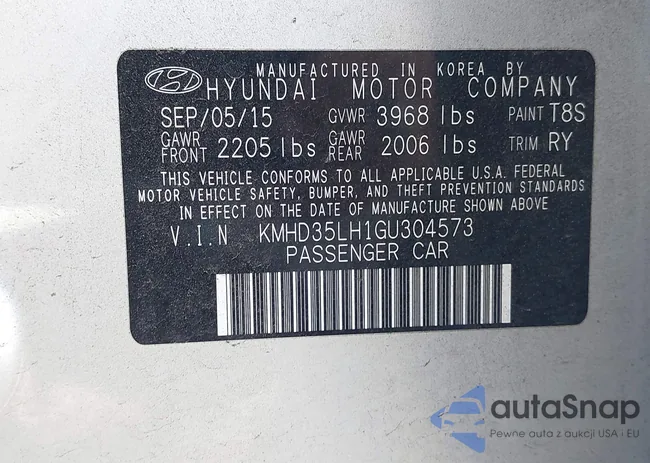 MANUFACTURED IN KOREA BY
HYUNDAI MOTOR COMPANY
SEP/05/15 GVWR 3968 lbs PAINT T8S
GAWR FRONT 2205 lbs GAWR REAR 2006 lbs TRIM RY
THIS VEHICLE CONFORMS TO ALL APPLICABLE U.S.A. FEDERAL
MOTOR VEHICLE SAFETY, BUMPER, AND THEFT PREVENTION STANDARDS
IN EFFECT ON THE DATE OF MANUFACTURE SHOWN ABOVE
V.I.N KMHD35LH1GU304573
PASSENGER CAR
autaSnap
Pewne auta z aukcji USA i EU